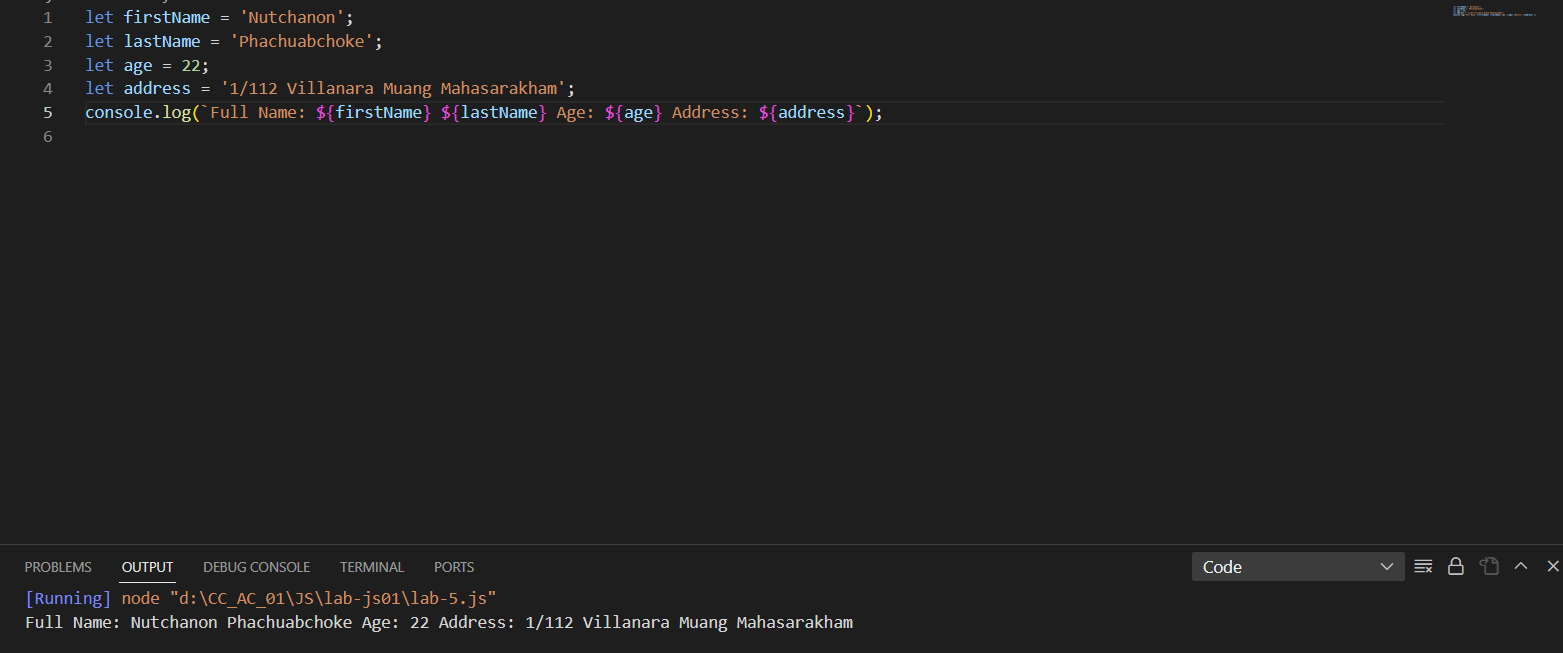 1 let firstName = 'Nutchanon';
2 let lastName = 'Phachuabchoke';
3 let age = 22;
4 let address = '1/112 Villanara Muang Mahasarakham';
5 console.log(`Full Name: ${firstName} ${lastName} Age: ${age} Address: ${address}`);
6
PROBLEMS OUTPUT DEBUG CONSOLE TERMINAL PORTS Code
[Running] node "d:\CC_AC_01\JS\lab-js01\lab-5.js"
Full Name: Nutchanon Phachuabchoke Age: 22 Address: 1/112 Villanara Muang Mahasarakham